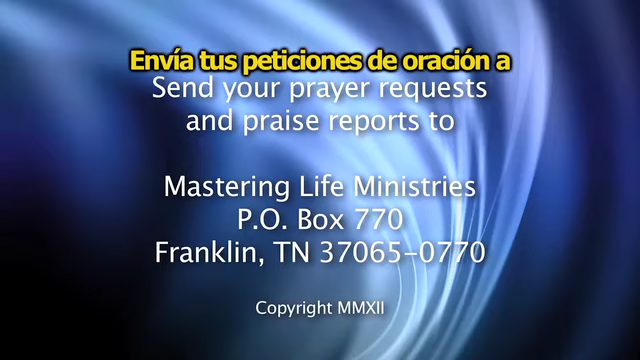 Envía tus peticiones de oración a
Send your prayer requests
and praise reports to
Mastering Life Ministries
P.O. Box 770
Franklin, TN 37065-0770
Copyright MMXII